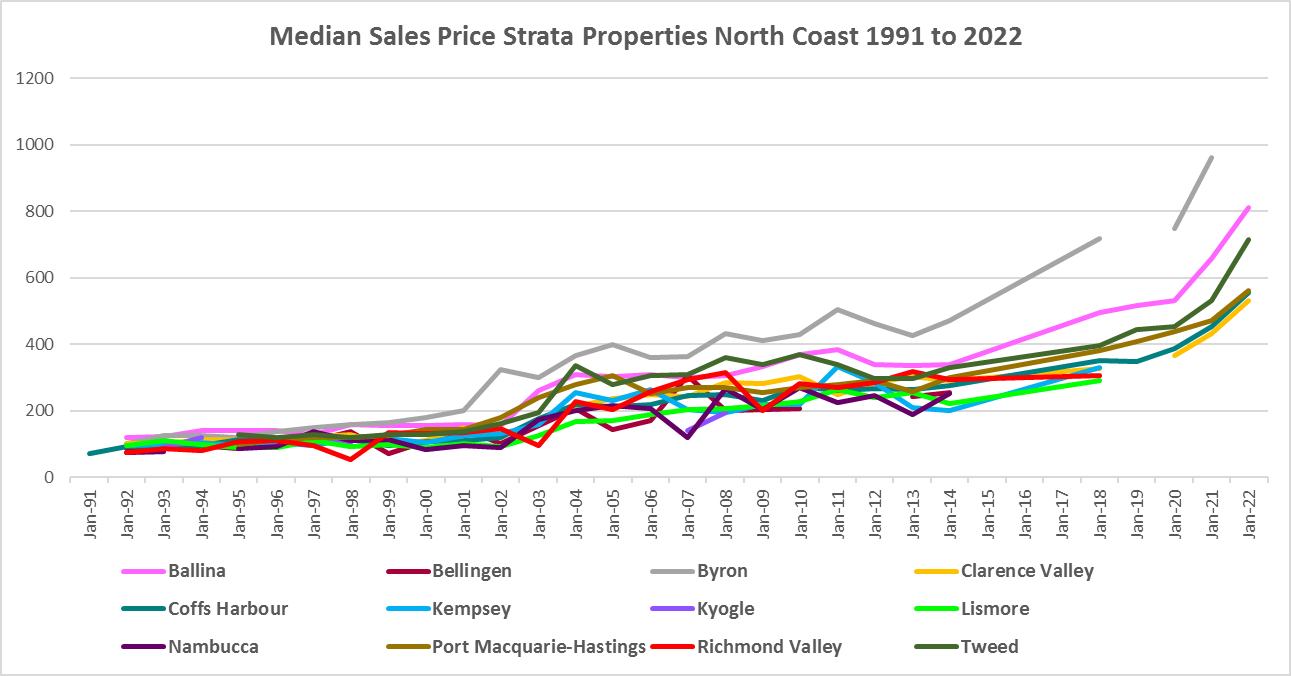 Median Sales Price Strata Properties North Coast 1991 to 2022
1200
1000
800
600
400
200
0
Jan-91
Jan-92
Jan-93
Jan-94
Jan-95
Jan-96
Jan-97
Jan-98
Jan-99
Jan-00
Jan-01
Jan-02
Jan-03
Jan-04
Jan-05
Jan-06
Jan-07
Jan-08
Jan-09
Jan-10
Jan-11
Jan-12
Jan-13
Jan-14
Jan-15
Jan-16
Jan-17
Jan-18
Jan-19
Jan-20
Jan-21
Jan-22
Ballina Bellingen Byron Clarence Valley
Coffs Harbour Kempsey Kyogle Lismore
Nambucca Port Macquarie-Hastings Richmond Valley Tweed